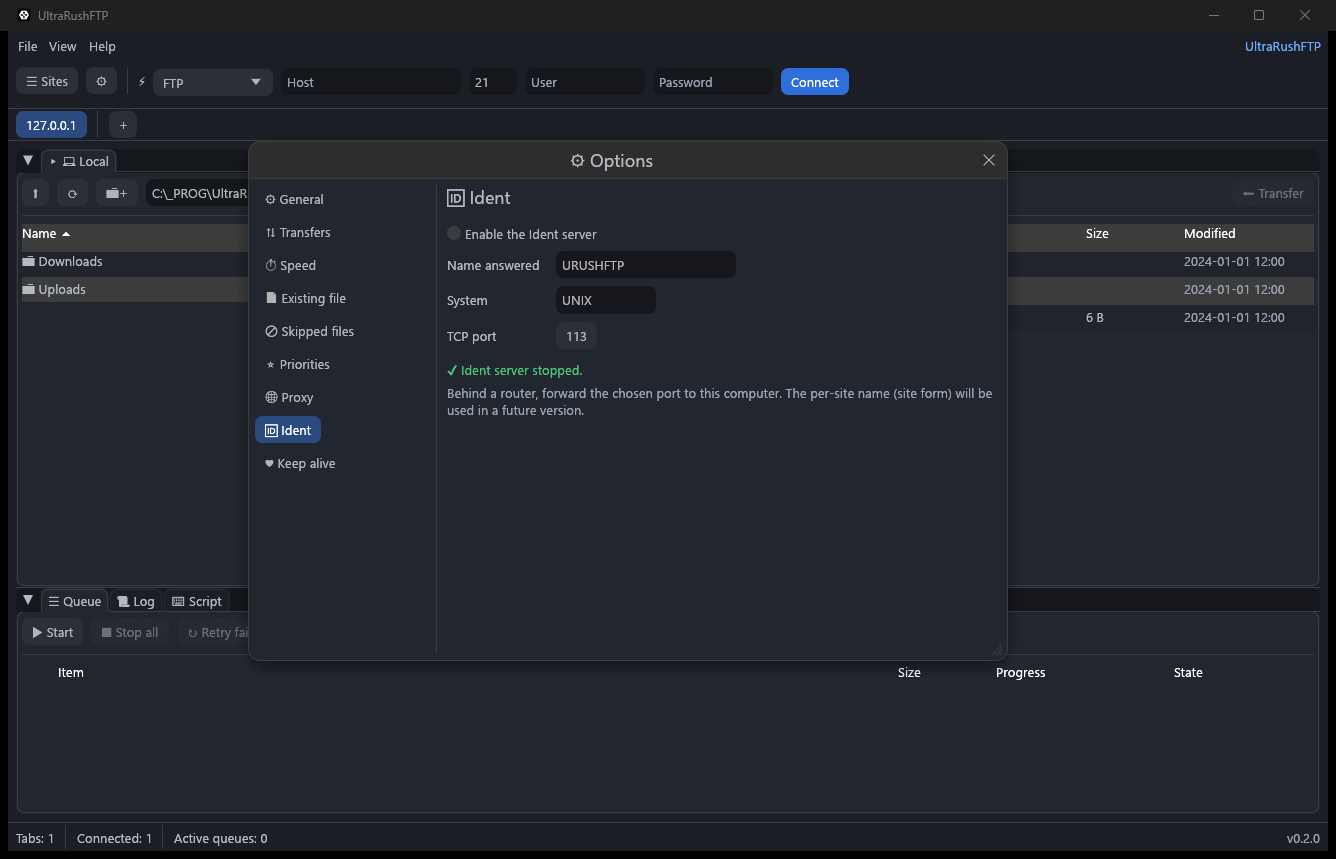 UltraRushFTP
File View Help UltraRushFTP
Sites FTP Host 21 User Password Connect
127.0.0.1 +
Local
C:\_PROG\UltraR Transfer
Name Size Modified
Downloads 2024-01-01 12:00
Uploads 2024-01-01 12:00
6 B 2024-01-01 12:00
Options
General
Transfers
Speed
Existing file
Skipped files
Priorities
Proxy
Ident
Keep alive
Ident
Enable the Ident server
Name answered URUSHFTP
System UNIX
TCP port 113
✓ Ident server stopped.
Behind a router, forward the chosen port to this computer. The per-site name (site form) will be
used in a future version.
Queue Log Script
Start Stop all Retry fai
Item Size Progress State
Tabs: 1 Connected: 1 Active queues: 0 v0.2.0